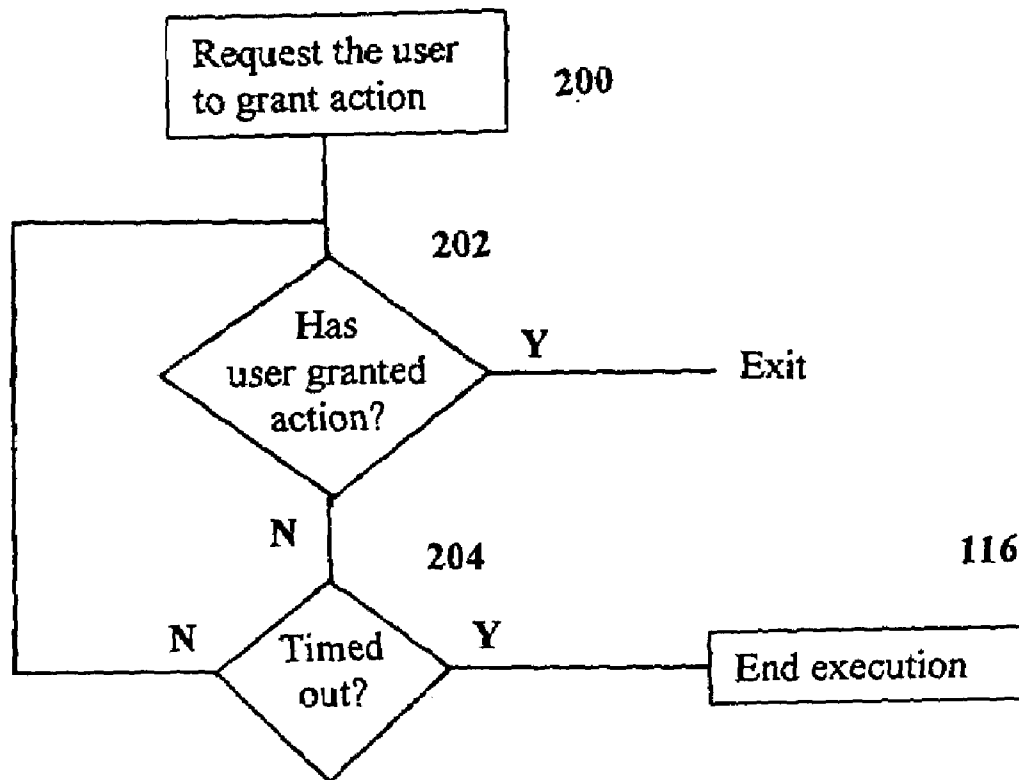 Request the user
to grant action
200
202
Has
user granted
action?
Y
Exit
N
204
116
N
Timed
out?
Y
End execution